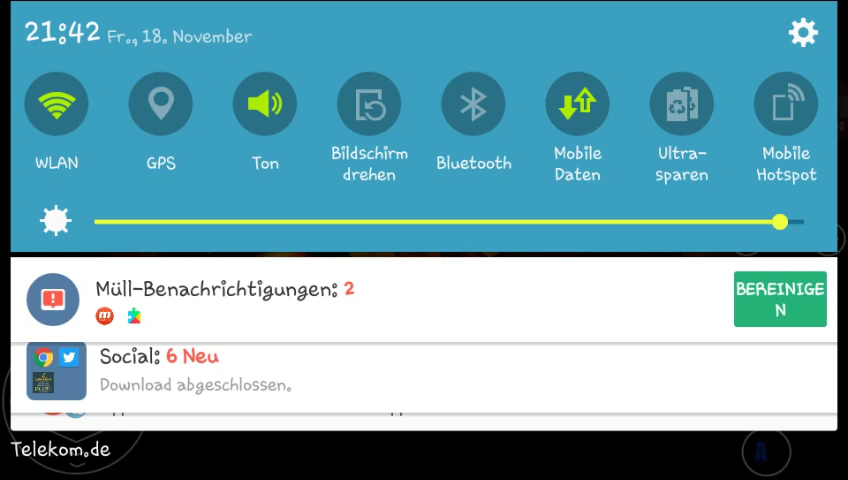 21:42 Fr., 18. November
WLAN
GPS
Ton
Bildschirm
drehen
Bluetooth
Mobile
Daten
Ultra-
sparen
Mobile
Hotspot
Müll-Benachrichtigungen: 2
BEREINIGE
N
Social: 6 Neu
Download abgeschlossen.
Telekom.de
A